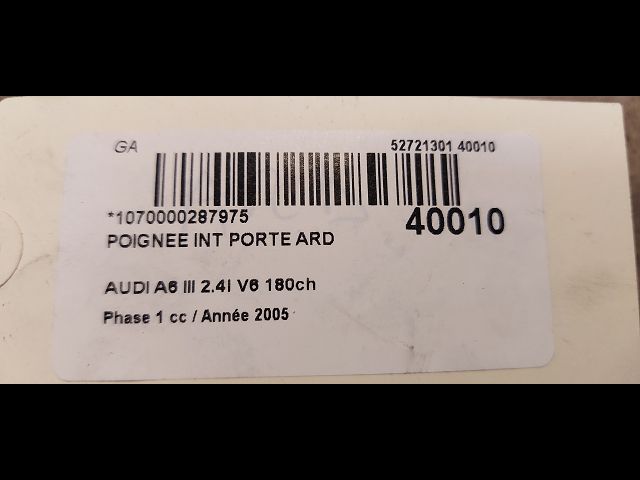 GA 52721301 40010
*1070000287975 40010
POIGNEE INT PORTE ARD
AUDI A6 III 2.4I V6 180ch
Phase 1 cc / Année 2005